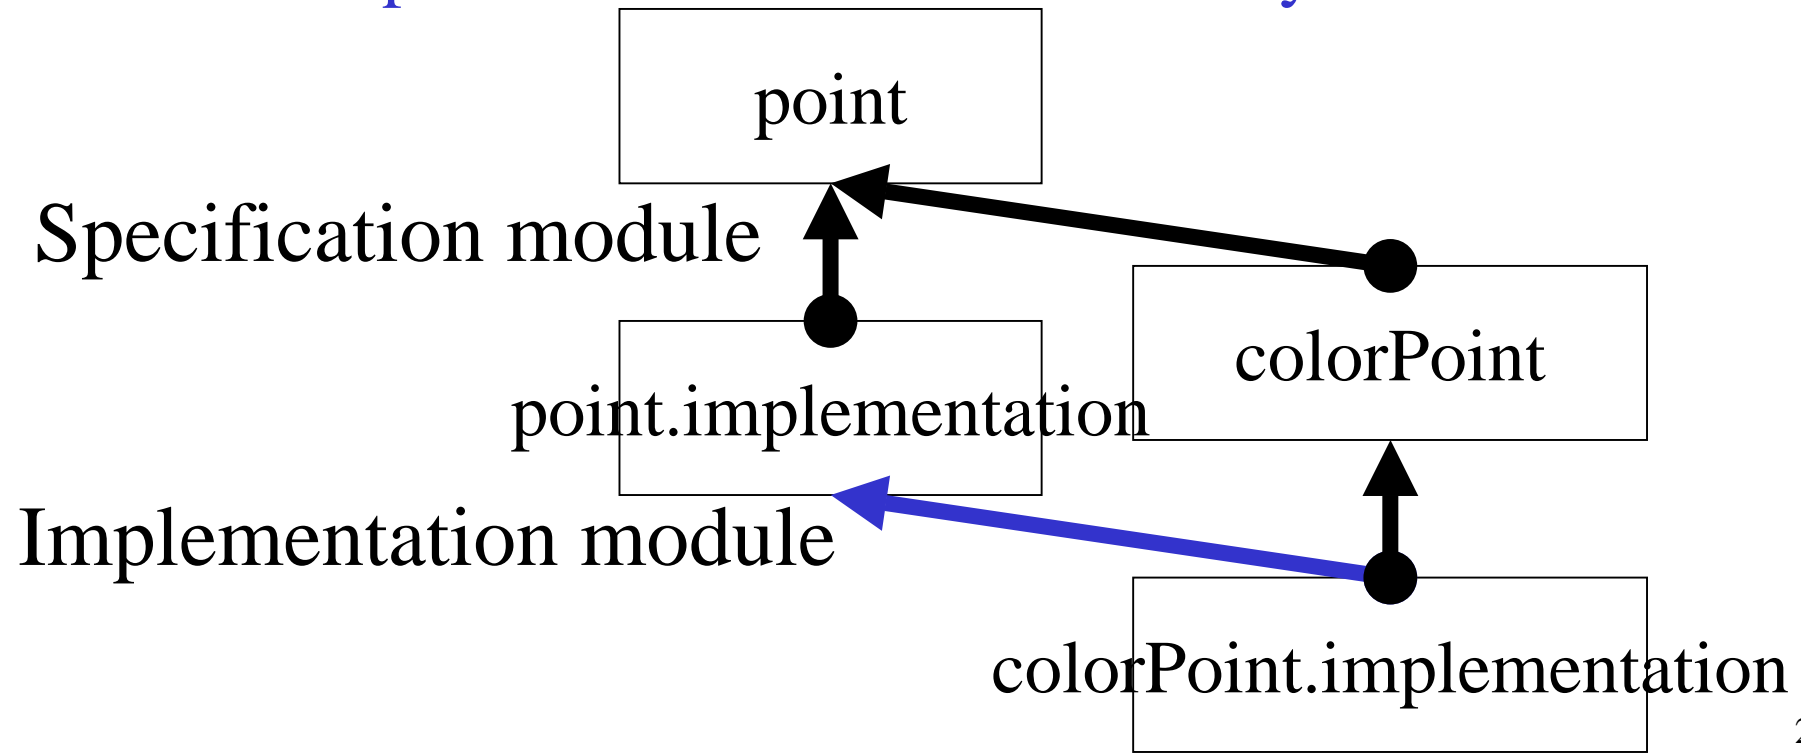 point
Specification module
colorPoint
point.implementation
Implementation module
colorPoint.implementation